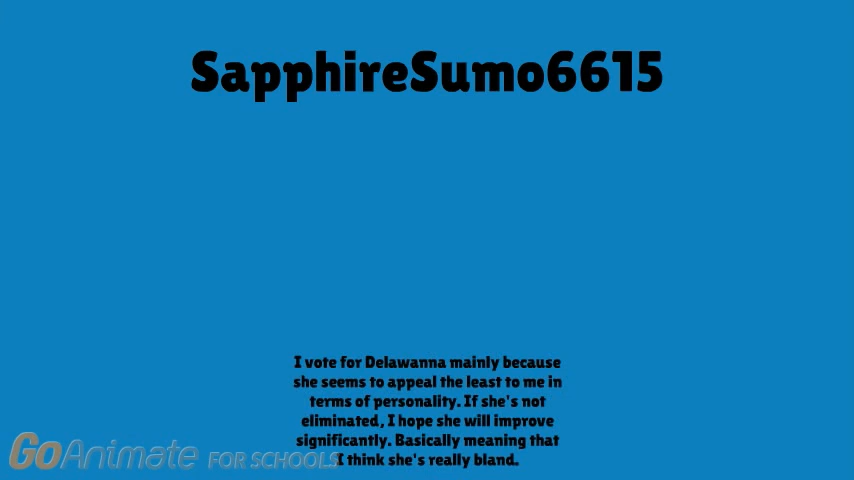 SapphireSumo6615
I vote for Delawanna mainly because
she seems to appeal the least to me in
terms of personality. If she's not
eliminated, I hope she will improve
significantly. Basically meaning that
I think she's really bland.
GoAnimate FOR SCHOOLS